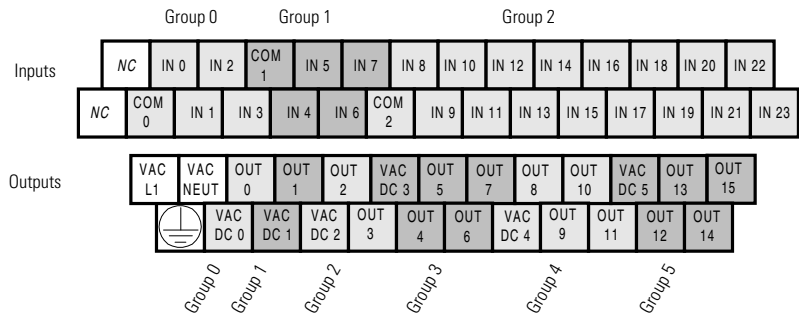 Group 0 Group 1 Group 2
Inputs
NC IN 0 IN 2 COM 1 IN 5 IN 7 IN 8 IN 10 IN 12 IN 14 IN 16 IN 18 IN 20 IN 22
NC COM 0 IN 1 IN 3 IN 4 IN 6 COM 2 IN 9 IN 11 IN 13 IN 15 IN 17 IN 19 IN 21 IN 23
Outputs
VAC L1 VAC NEUT OUT 0 OUT 1 OUT 2 VAC DC 3 OUT 5 OUT 7 OUT 8 OUT 10 VAC DC 5 OUT 13 OUT 15
VAC DC 0 VAC DC 1 VAC DC 2 OUT 3 OUT 4 OUT 6 VAC DC 4 OUT 9 OUT 11 OUT 12 OUT 14
Group 0 Group 1 Group 2 Group 3 Group 4 Group 5